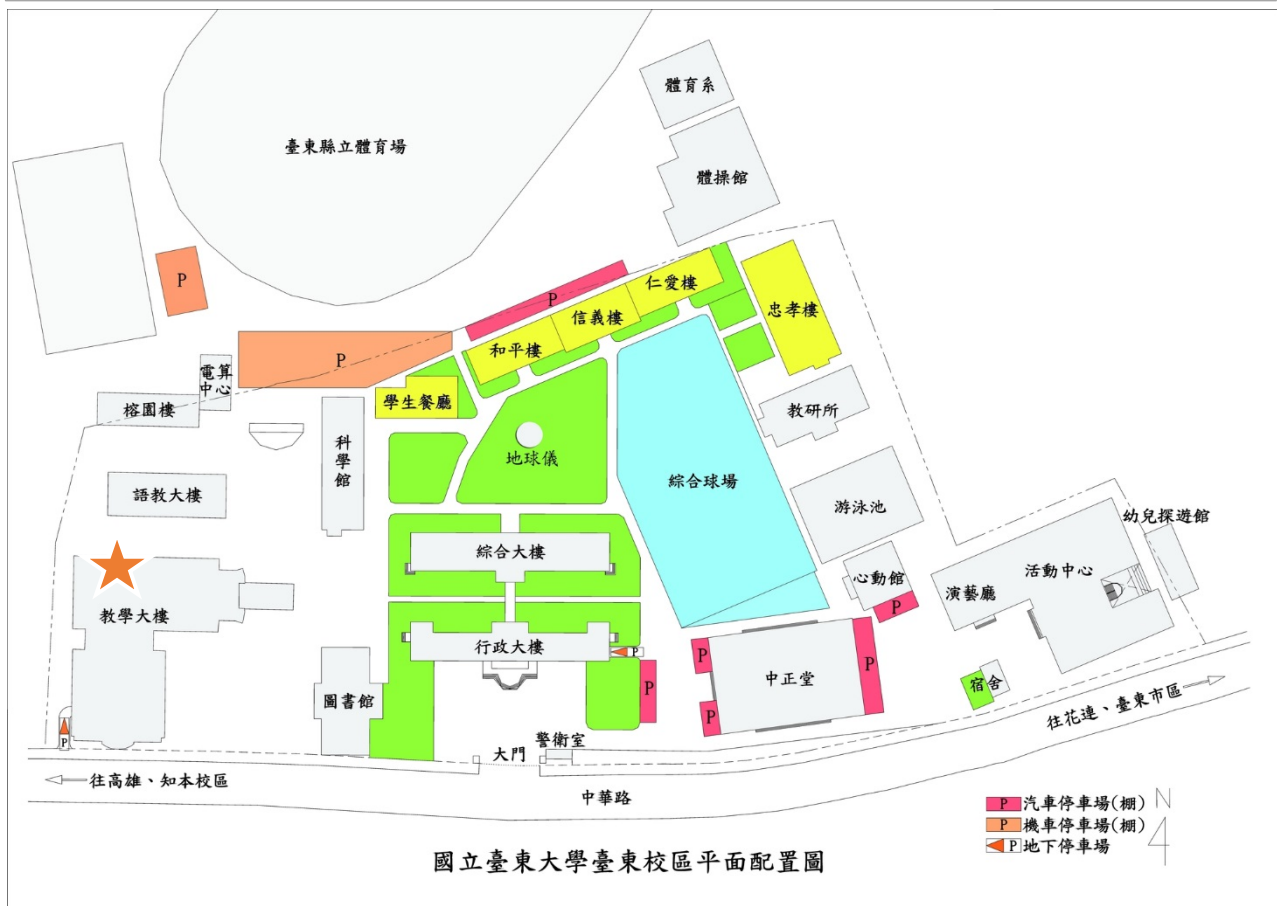 體育系
臺東縣立體育場
體操館
P
P
仁愛樓
忠孝樓
信義樓
和平樓
P
電算
中心
學生餐廳
榕園樓
教研所
科
學
館
地球儀
綜合球場
語教大樓
游泳池
幼兒探遊館
綜合大樓
心動館
活動中心
演藝廳
P
教學大樓
行政大樓
P
P
P
中正堂
宿舍
圖書館
P
P
P
往花連、臺東市區
警衛室
大門
往高雄、知本校區
中華路
P 汽車停車場(棚)
N
P 機車停車場(棚)
P 地下停車場
國立臺東大學臺東校區平面配置圖